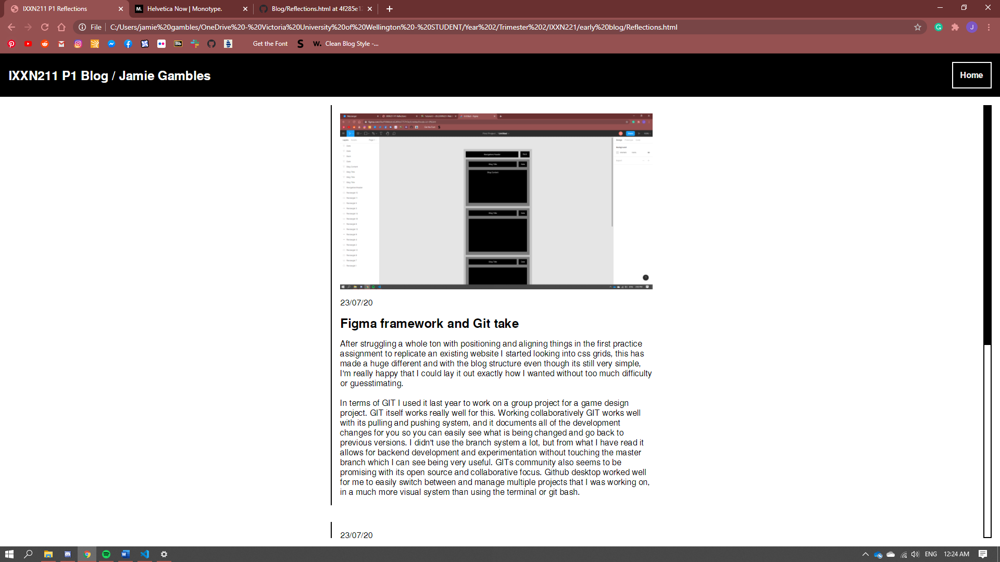 IXXN211 P1 Reflections
Helvetica Now | Monotype.
Blog/Reflections.html at 4f285e1
File
C:/Users/jamie%20gambles/OneDrive%20-%20Victoria%20University%20of%20Wellington%20-%20STUDENT/Year%202/Trimester%202/IXXN221/early%20blog/Reflections.html
J
Get the Font
Clean Blog Style -...
IXXN211 P1 Blog / Jamie Gambles
Home
Navigation Header
Blog Title
Date
Blog Content
Blog Title
Date
Blog Title
Date
23/07/20
Figma framework and Git take
After struggling a whole ton with positioning and aligning things in the first practice
assignment to replicate an existing website I started looking into css grids, this has
made a huge different and with the blog structure even though its still very simple,
I'm really happy that I could lay it out exactly how I wanted without too much difficulty
or guesstimating.
In terms of GIT I used it last year to work on a group project for a game design
project. GIT itself works really well for this. Working collaboratively GIT works well
with its pulling and pushing system, and it documents all of the development
changes for you so you can easily see what is being changed and go back to
previous versions. I didn't use the branch system a lot, but from what I have read it
allows for backend development and experimentation without touching the master
branch which I can see being very useful. GITs community also seems to be
promising with its open source and collaborative focus. Github desktop worked well
for me to easily switch between and manage multiple projects that I was working on,
in a much more visual system than using the terminal or git bash.
23/07/20
ENG
12:24 AM